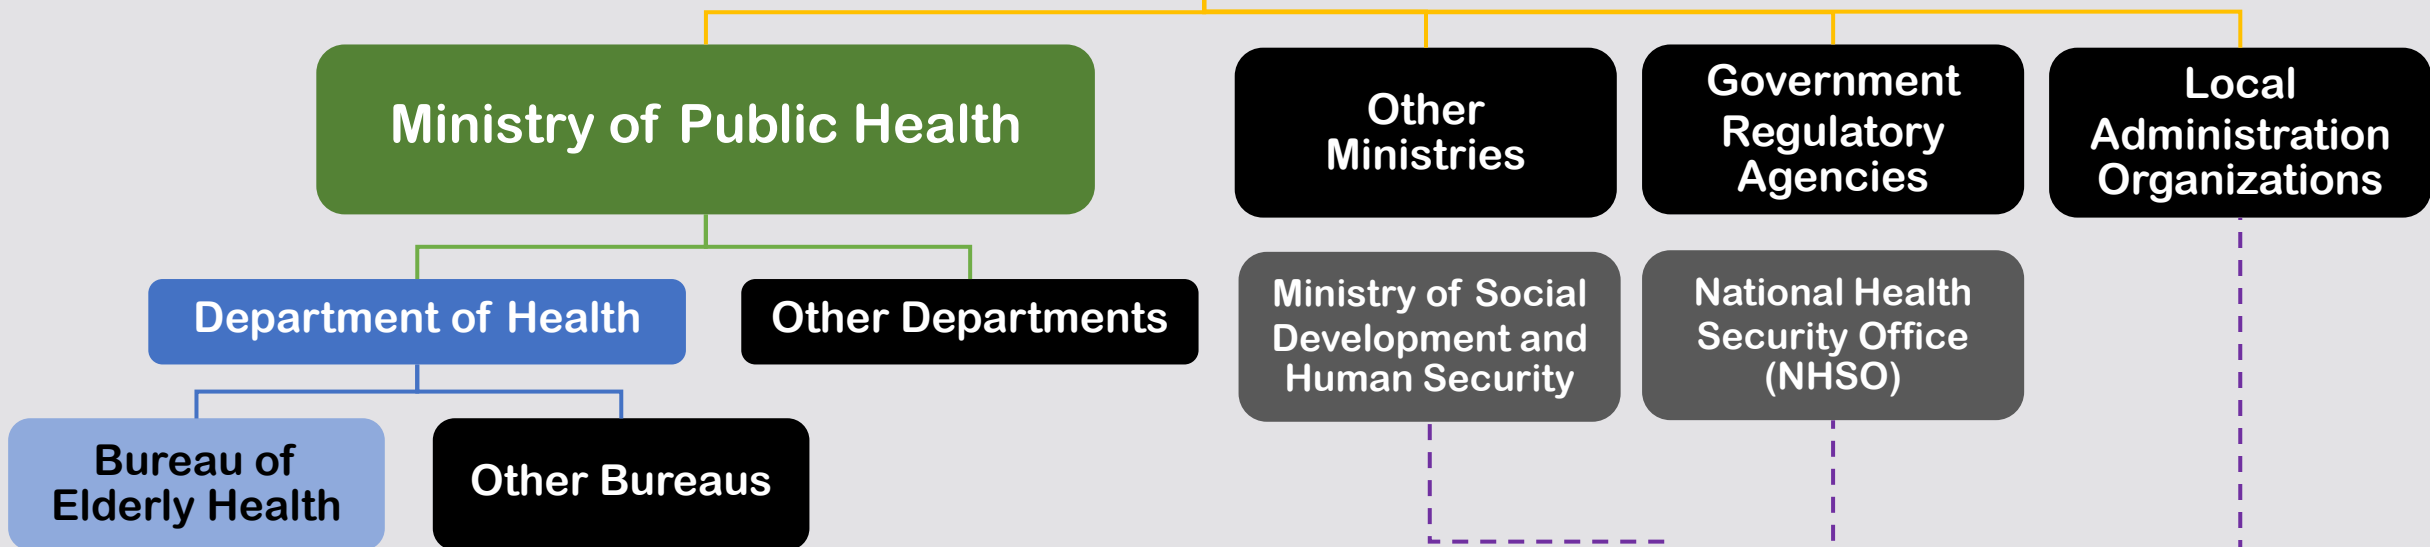 Ministry of Public Health
Other
Ministries
Government
Regulatory
Agencies
Local
Administration
Organizations
Department of Health
Other Departments
Ministry of Social
Development and
Human Security
National Health
Security Office
(NHSO)
Bureau of
Elderly Health
Other Bureaus